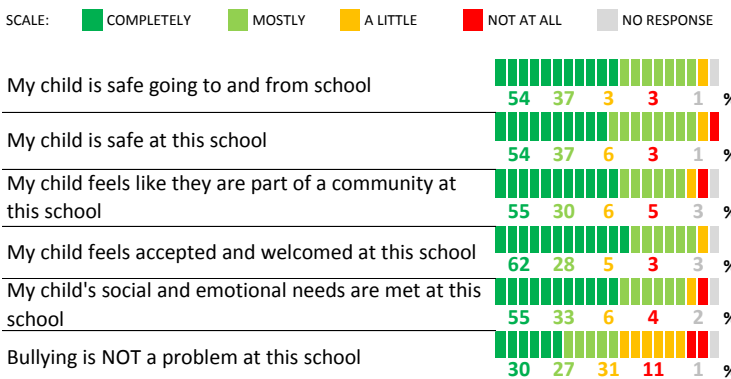 SCALE: COMPLETELY MOSTLY A LITTLE NOT AT ALL NO RESPONSE
My child is safe going to and from school
54 37 3 3 1 %
My child is safe at this school
54 37 6 3 1 %
My child feels like they are part of a community at
this school
55 30 6 5 3 %
My child feels accepted and welcomed at this school
62 28 5 3 3 %
My child's social and emotional needs are met at this
school
55 33 6 4 2 %
Bullying is NOT a problem at this school
30 27 31 11 1 %